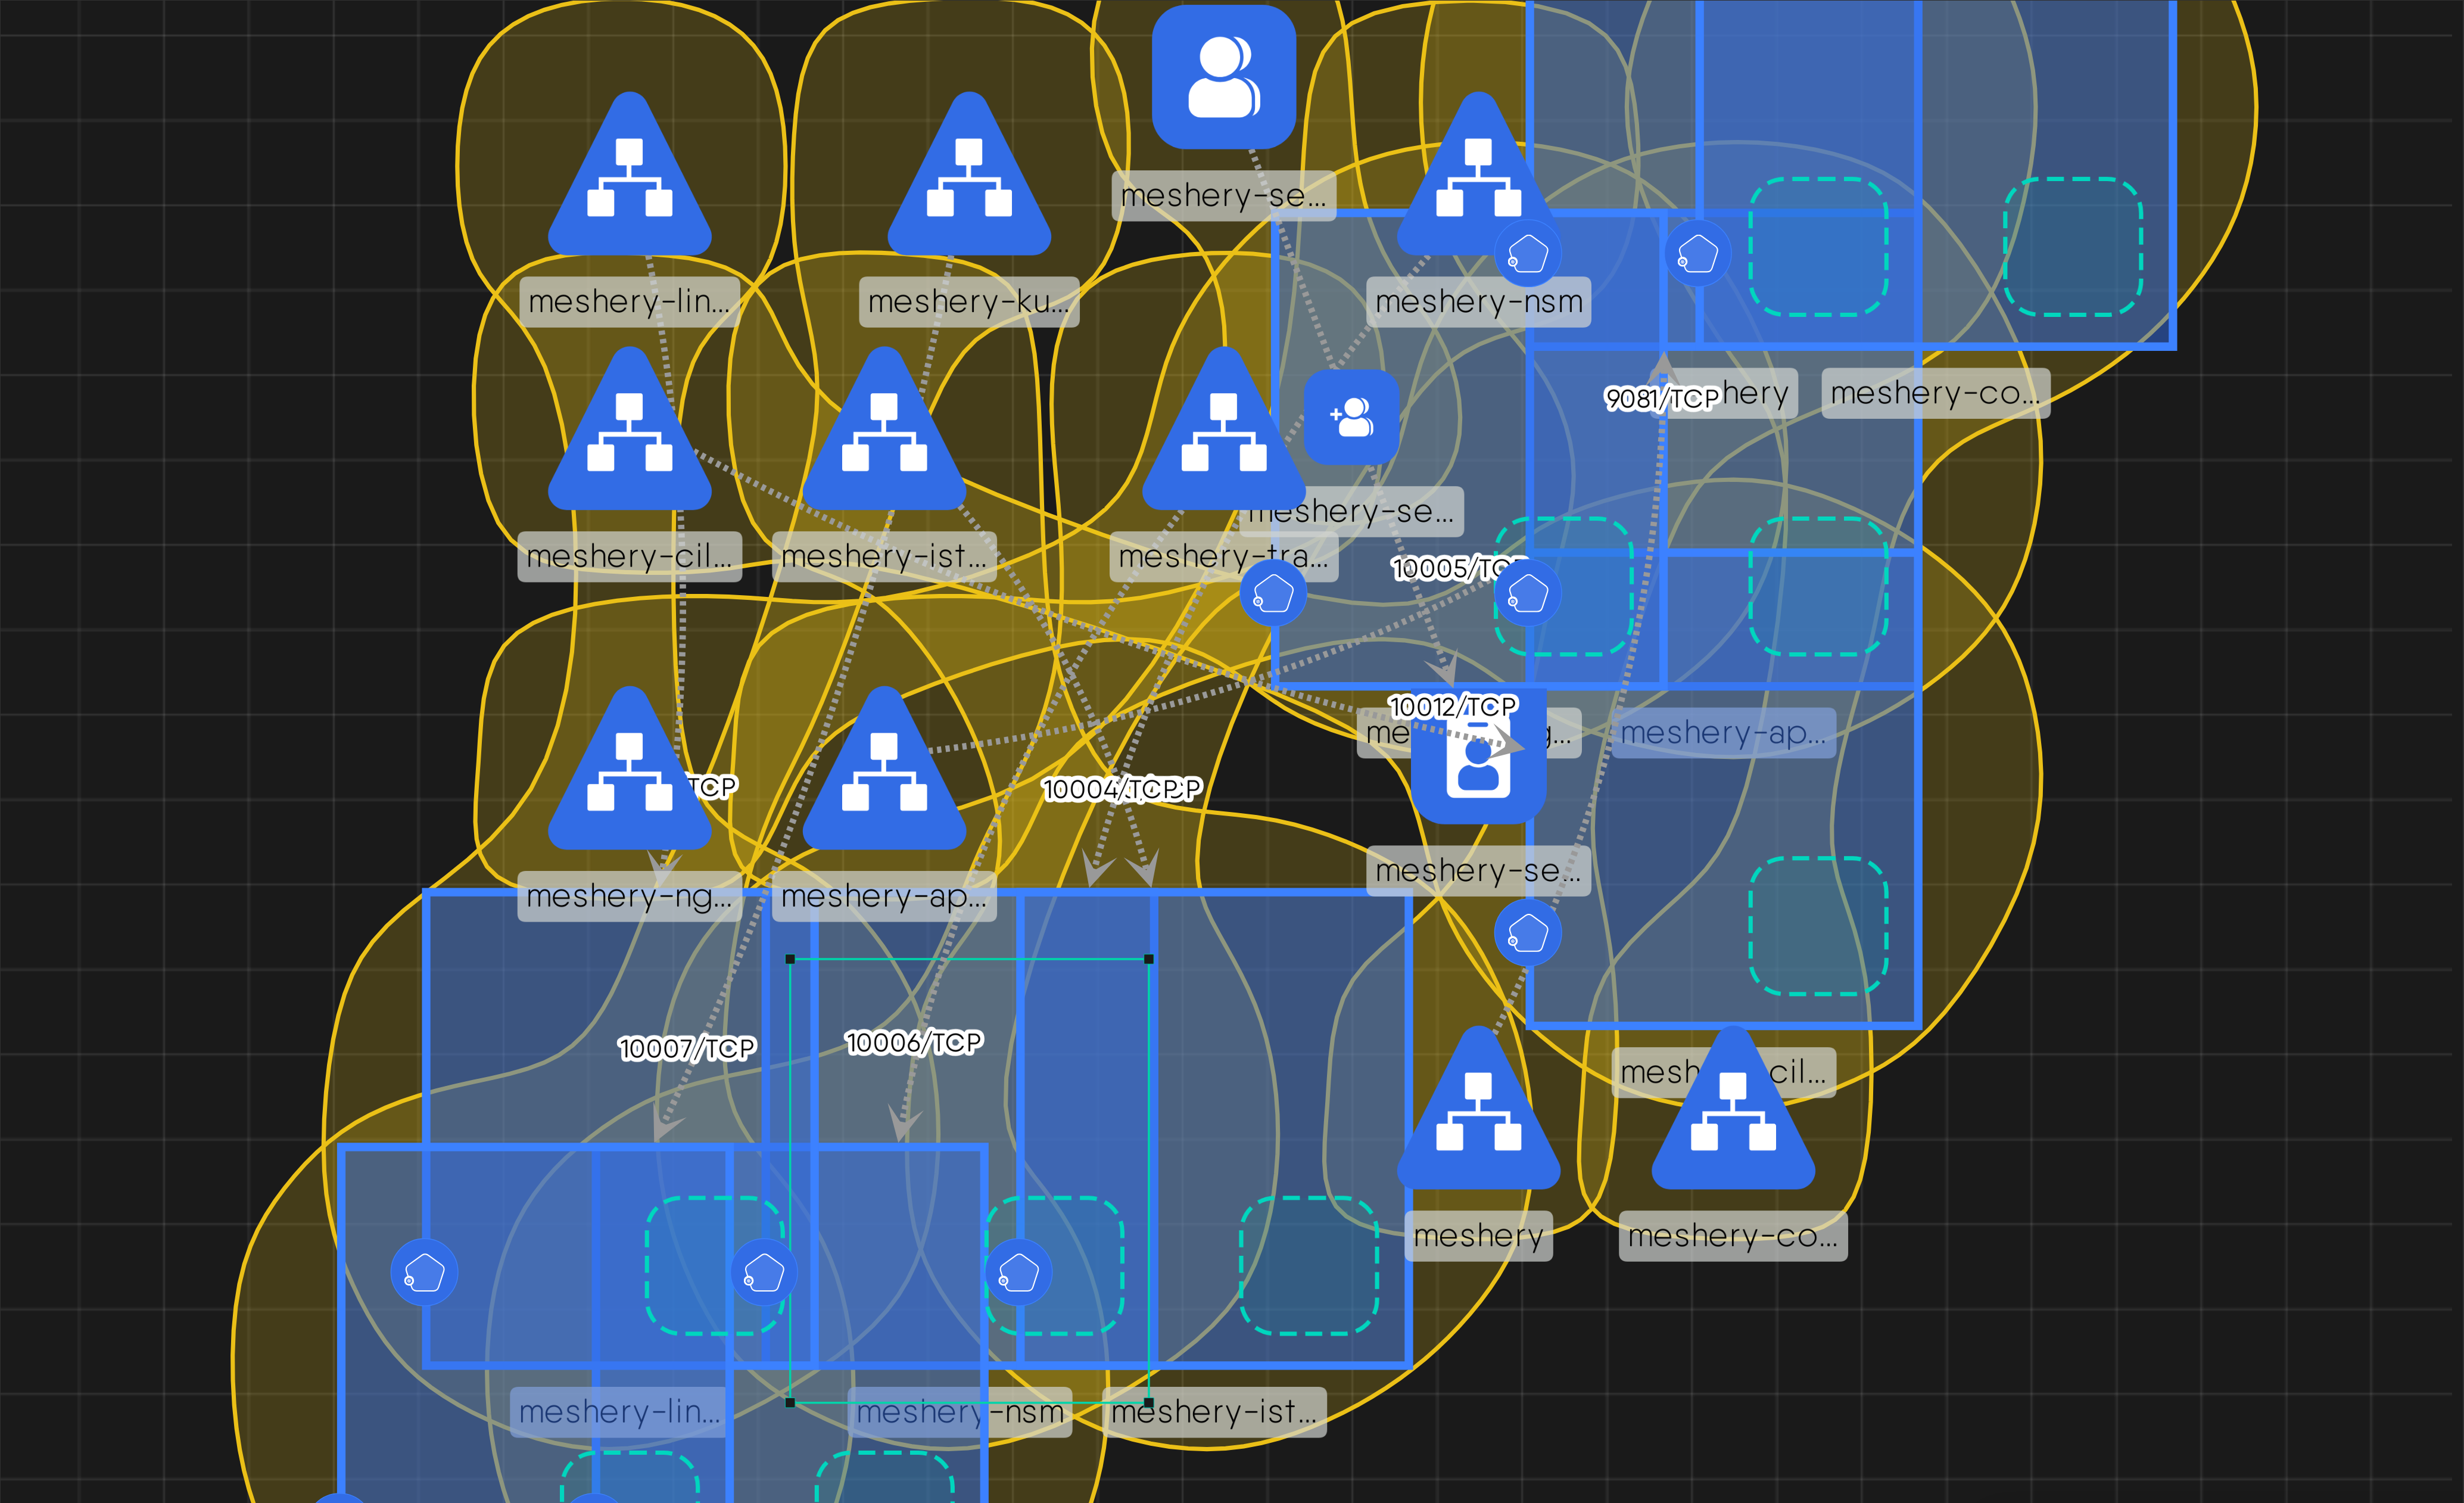 meshery-se...
meshery-lin...
meshery-ku...
meshery-nsm
9081/TCP
hery
meshery-co...
meshery-se...
meshery-cil...
meshery-ist...
meshery-tra...
10005/TCP
10012/TCP
me
g...
meshery-ap...
TCP
10004/TCP
P
meshery-se...
meshery-ng...
meshery-ap...
10007/TCP
10006/TCP
mesh
cil...
meshery
meshery-co...
meshery-lin...
meshery-nsm
meshery-ist...